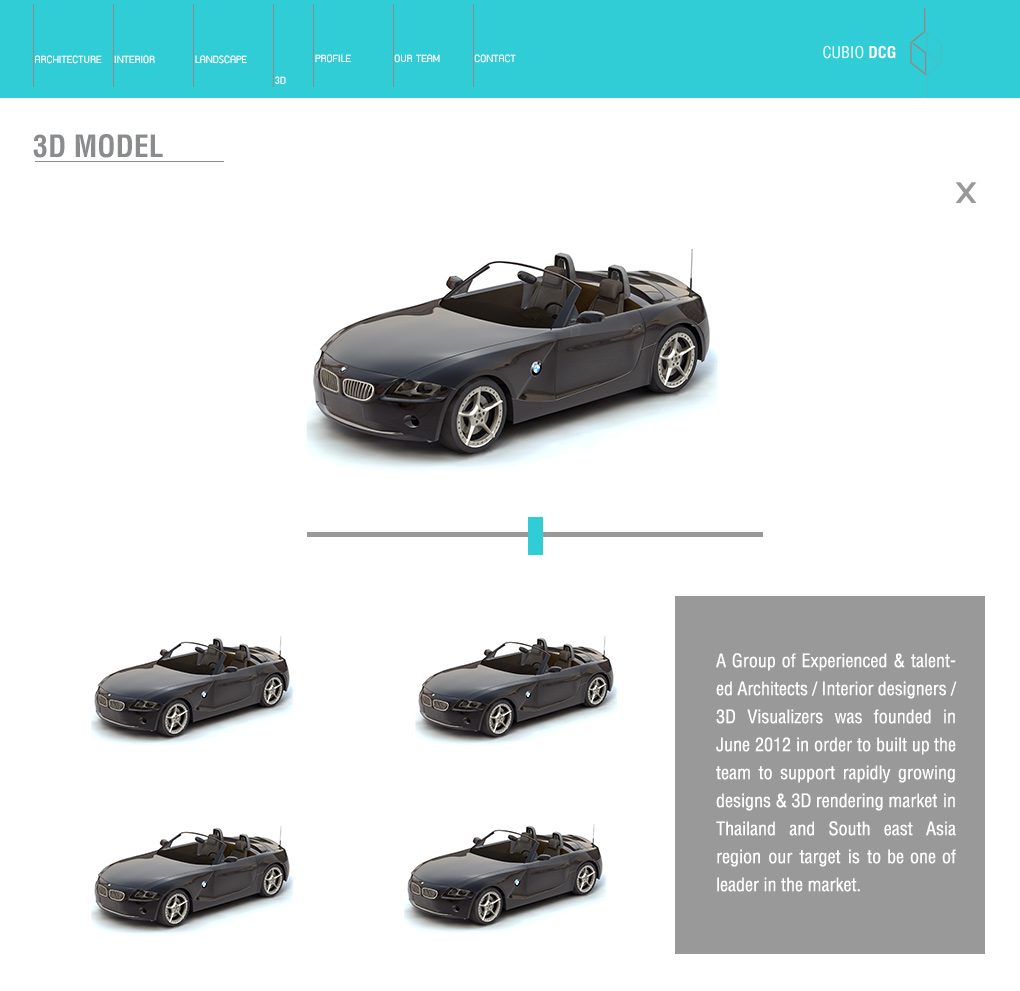 ARCHITECTURE INTERIOR LANDSCAPE 3D PROFILE OUR TEAM CONTACT
CUBIO DCG
3D MODEL
X
A Group of Experienced & talent-
ed Architects / Interior designers /
3D Visualizers was founded in
June 2012 in order to built up the
team to support rapidly growing
designs & 3D rendering market in
Thailand and South east Asia
region our target is to be one of
leader in the market.